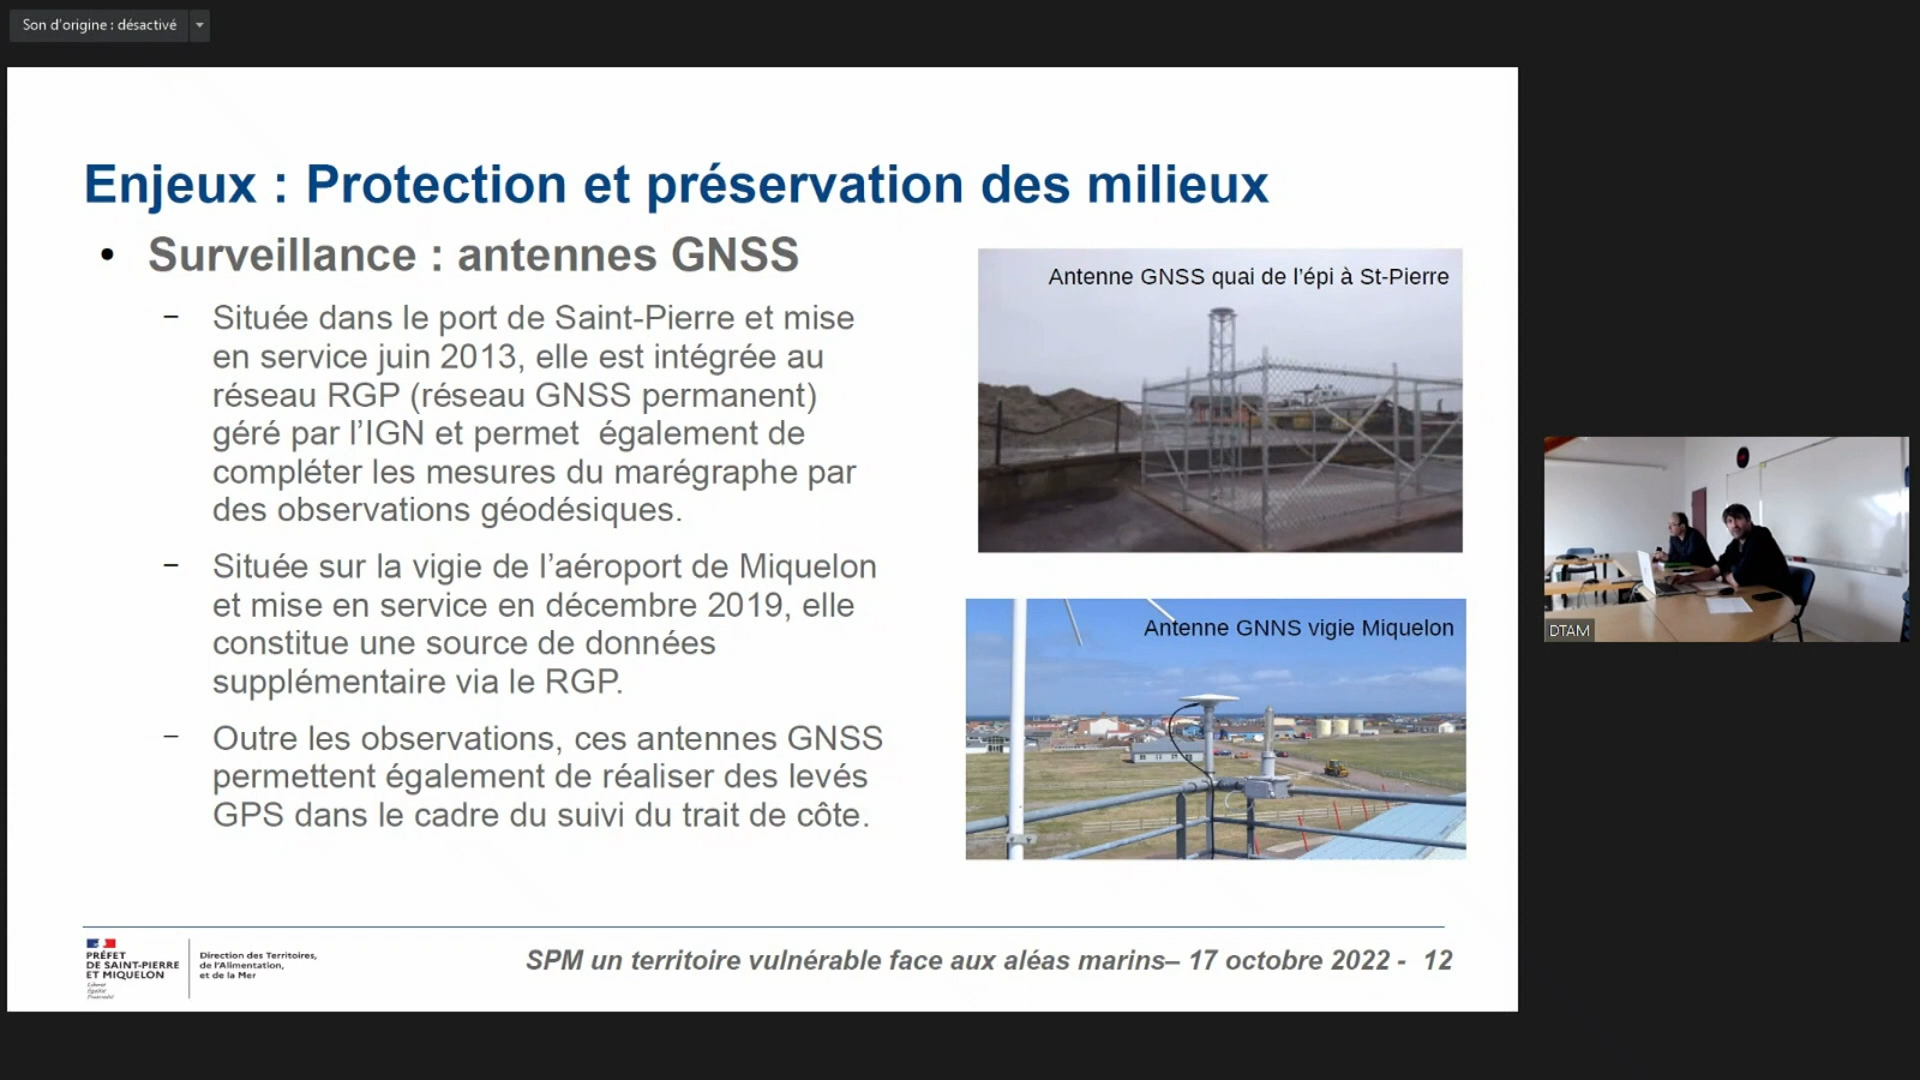 Son d'origine : désactivé
Enjeux : Protection et préservation des milieux
• Surveillance : antennes GNSS
– Située dans le port de Saint-Pierre et mise
en service juin 2013, elle est intégrée au
réseau RGP (réseau GNSS permanent)
géré par l’IGN et permet  également de
compléter les mesures du marégraphe par
des observations géodésiques.
– Située sur la vigie de l’aéroport de Miquelon
et mise en service en décembre 2019, elle
constitue une source de données
supplémentaire via le RGP.
– Outre les observations, ces antennes GNSS
permettent également de réaliser des levés
GPS dans le cadre du suivi du trait de côte.
Antenne GNSS quai de l’épi à St-Pierre
Antenne GNNS vigie Miquelon
DTAM
PRÉFET
DE SAINT-PIERRE
ET MIQUELON
Liberté
Égalité
Fraternité
Direction des Territoires,
de l'Alimentation,
et de la Mer
SPM un territoire vulnérable face aux aléas marins– 17 octobre 2022 -  12